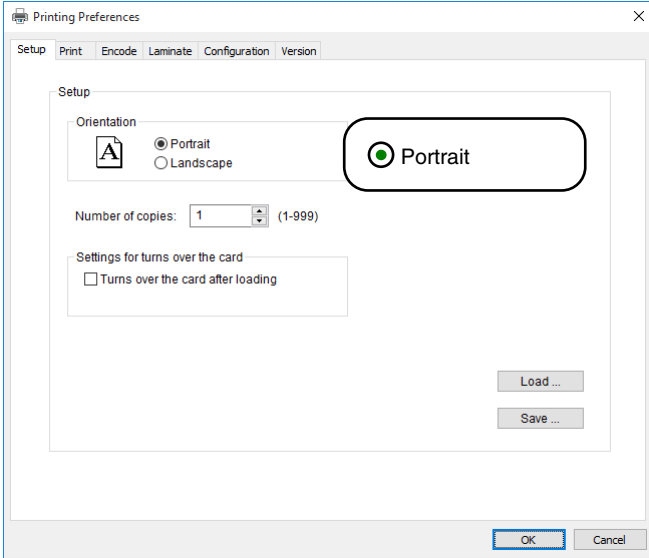 Printing Preferences
Setup Print Encode Laminate Configuration Version
Setup
Orientation
A
Portrait
Landscape
Portrait
Number of copies: 1 (1-999)
Settings for turns over the card
Turns over the card after loading
Load ...
Save ...
OK Cancel